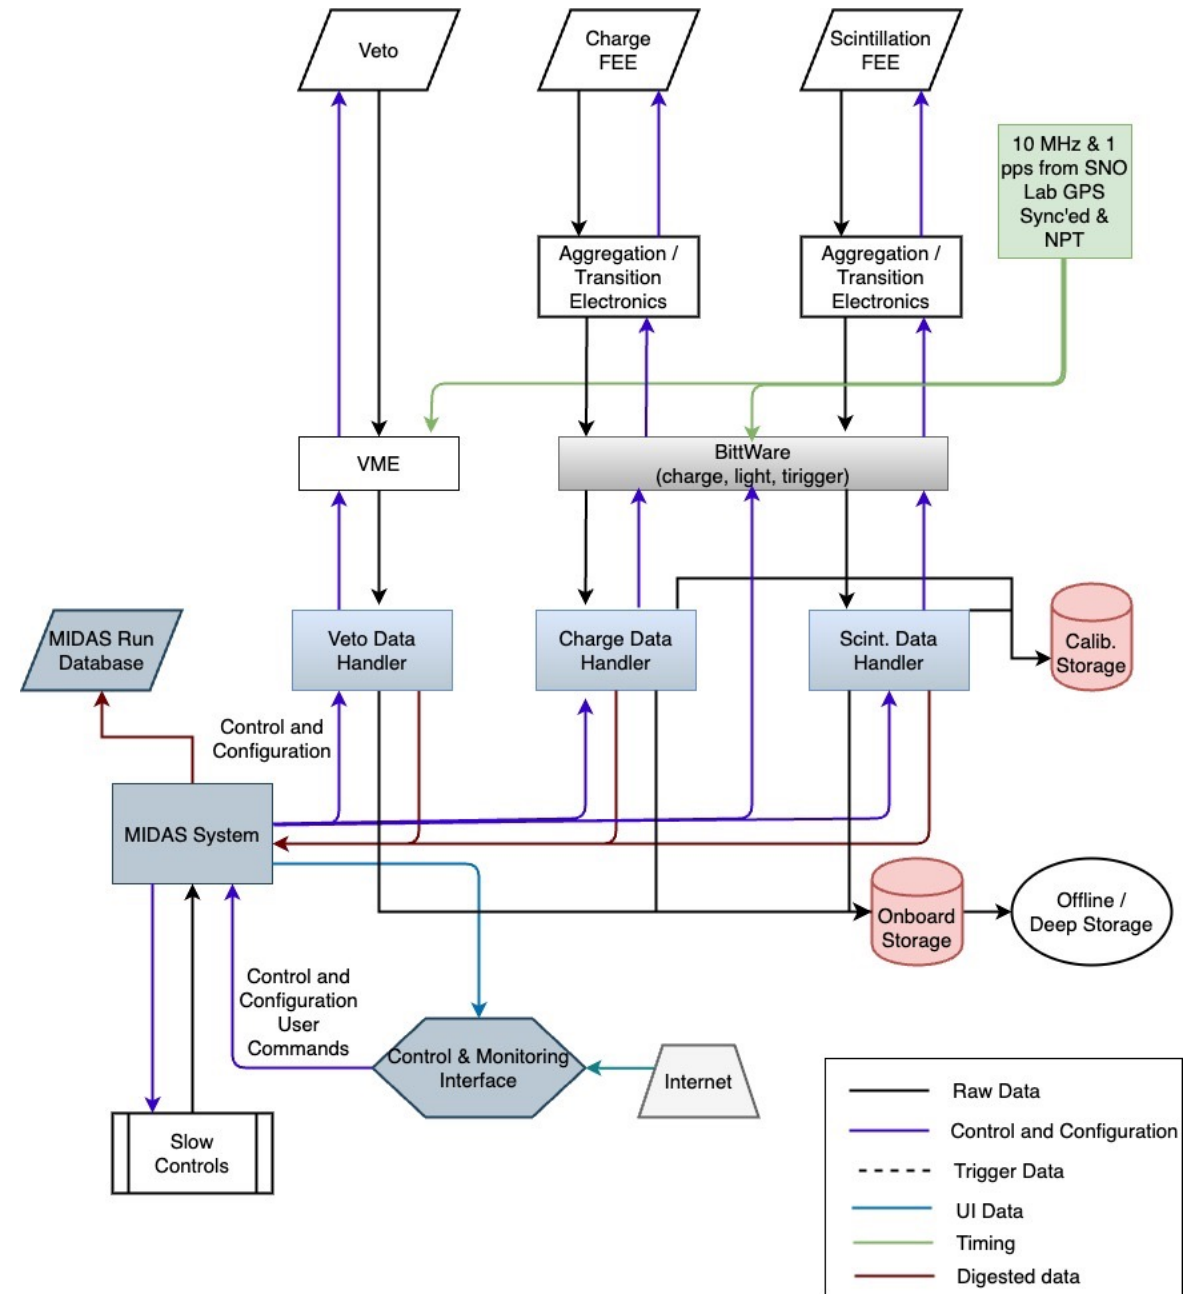 Veto
Charge
FEE
Scintillation
FEE
10 MHz & 1
pps from SNO
Lab GPS
Sync'ed &
NPT
Aggregation /
Transition
Electronics
Aggregation /
Transition
Electronics
VME
BittWare
(charge, light, tirigger)
MIDAS Run
Database
Veto Data
Handler
Charge Data
Handler
Scint. Data
Handler
Calib.
Storage
Control and
Configuration
MIDAS System
Onboard
Storage
Offline /
Deep Storage
Control and
Configuration
User
Commands
Control & Monitoring
Interface
Internet
Slow
Controls
Raw Data
Control and Configuration
Trigger Data
UI Data
Timing
Digested data